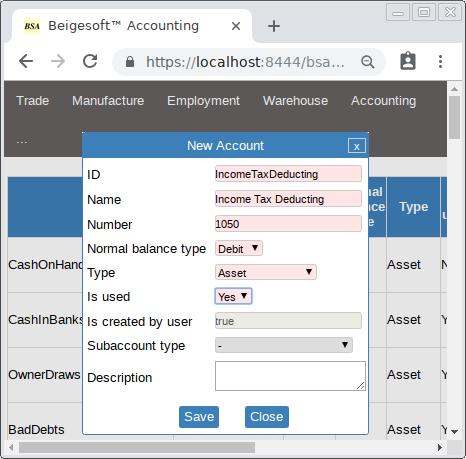 BSA Beigesoft™ Accounting
https://localhost:8444/bsa...
Trade Manufacture Employment Warehouse Accounting
...
New Account x
ID IncomeTaxDeducting
Name Income Tax Deducting
Number 1050
Normal balance type Debit
Type Asset
Is used Yes
Is created by user true
Subaccount type -
Description
Save Close
Type
CashOnHand Asset N
CashInBanks Asset Y
OwnerDraws Asset Y
BadDebts Asset Y